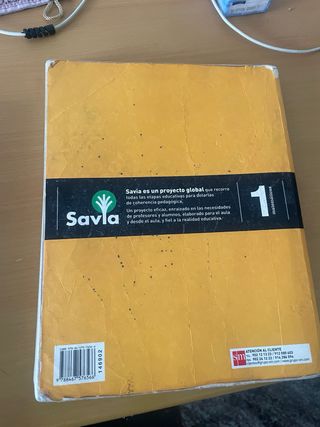 Savia
Savia es un proyecto global que recorre
todas las etapas educativas para dotarlas
de coherencia pedagógica.
Un proyecto eficaz, enraizado en las necesidades
de profesores y alumnos, elaborado para el aula
y desde el aula, y fiel a la realidad educativa.
1
sm
ATENCIÓN AL CLIENTE
146902